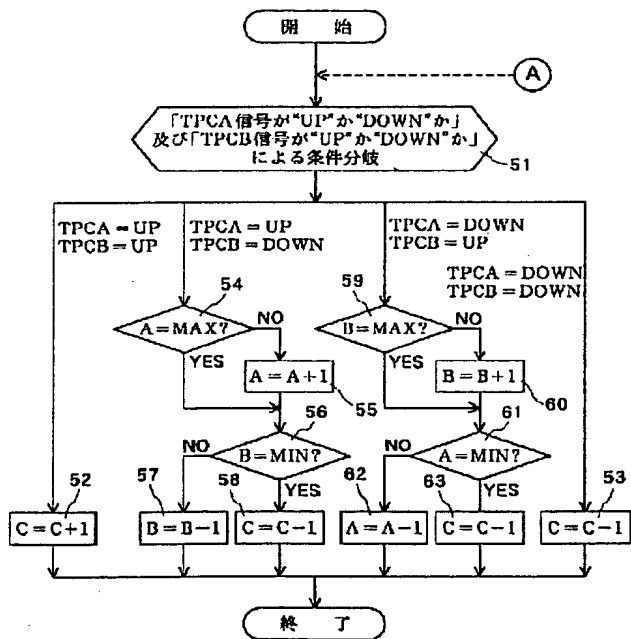 開 始
A
「TPCA信号が“UP”か“DOWN”か」
及び「TPCB信号が“UP”か“DOWN”か」
による条件分岐
51
TPCA=UP
TPCB=UP
TPCA=UP
TPCB=DOWN
TPCA=DOWN
TPCB=UP
TPCA=DOWN
TPCB=DOWN
54
A=MAX?
NO
YES
A=A+1
55
59
B=MAX?
NO
YES
B=B+1
60
56
B=MIN?
NO
YES
61
A=MIN?
NO
YES
52
C=C+1
57
B=B-1
58
C=C-1
62
A=A-1
63
C=C-1
53
C=C-1
終 了